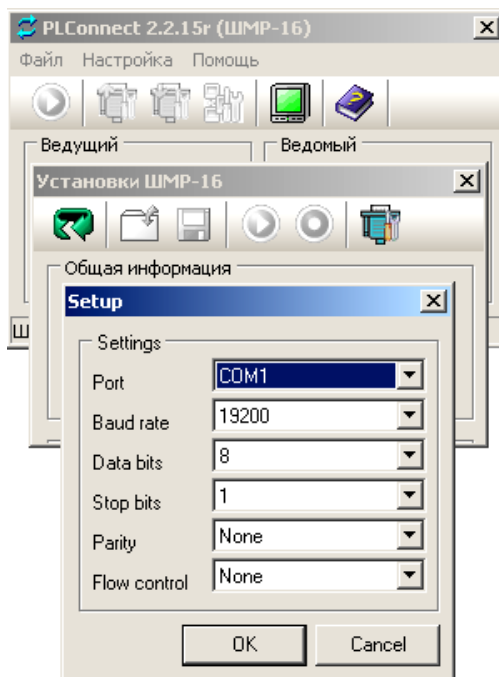 PLConnect 2.2.15r (ШМР-16)
Файл Настройка Помощь
Ведущий Ведомый
Установки ШМР-16
Общая информация
Ш
Setup
Settings
Port COM1
Baud rate 19200
Data bits 8
Stop bits 1
Parity None
Flow control None
OK Cancel